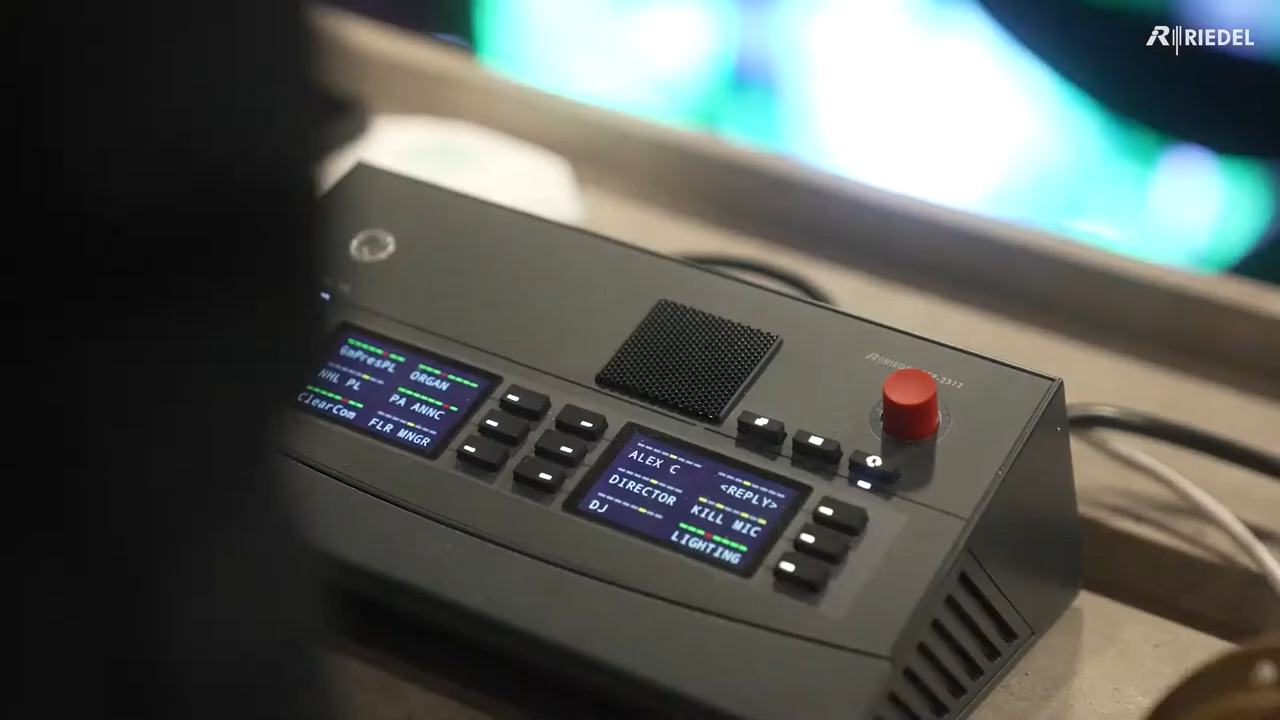 RIEDEL
GmPresPL
ORGAN
NHL PL
PA ANNC
ClearCom
FLR MNGR
ALEX C
<REPLY>
DIRECTOR
KILL MIC
DJ
LIGHTING